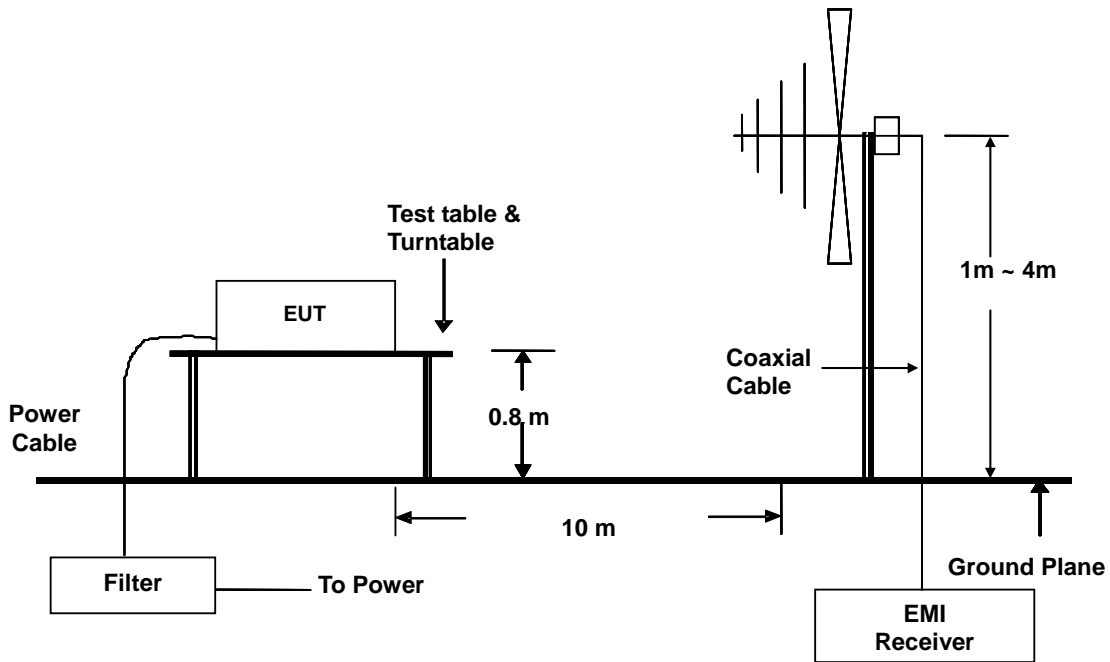 Test table &
Turntable
EUT
1m ~ 4m
Coaxial
Cable
0.8 m
Power
Cable
10 m
Ground Plane
Filter
To Power
EMI
Receiver